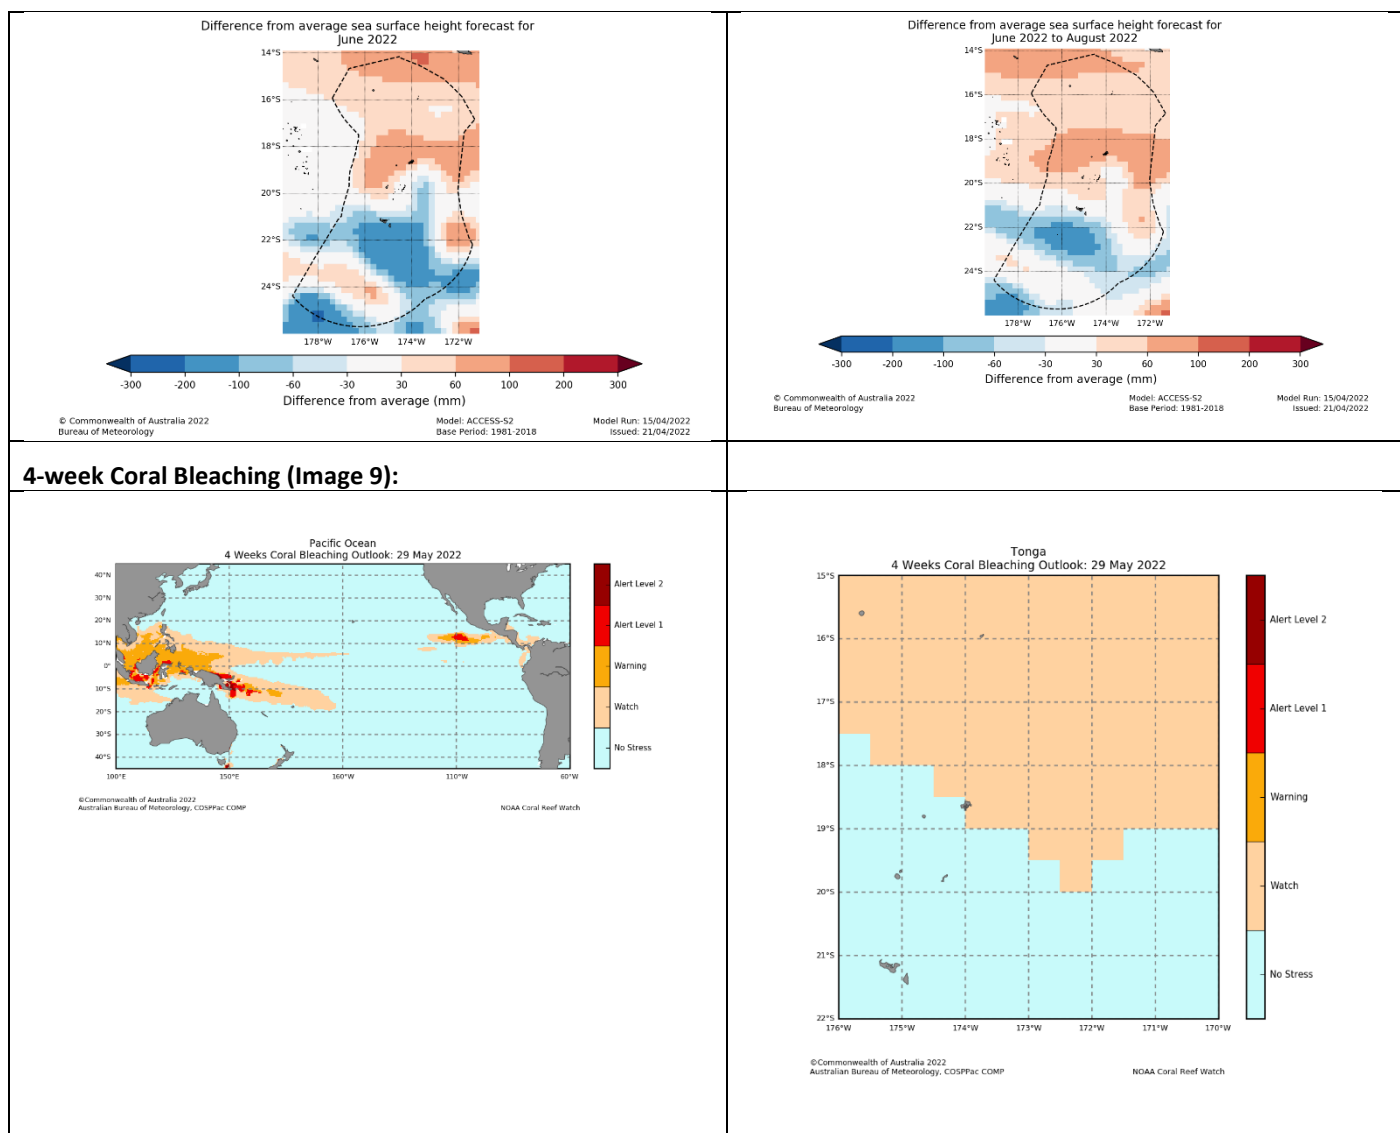 Difference from average sea surface height forecast for
June 2022
14°S
16°S
18°S
20°S
22°S
24°S
178°W 176°W 174°W 172°W
-300 -200 -100 -60 -30 30 60 100 200 300
Difference from average (mm)
© Commonwealth of Australia 2022
Bureau of Meteorology
Model: ACCESS-S2
Base Period: 1981-2018
Model Run: 15/04/2022
Issued: 21/04/2022
Difference from average sea surface height forecast for
June 2022 to August 2022
14°S
16°S
18°S
20°S
22°S
24°S
178°W 176°W 174°W 172°W
-300 -200 -100 -60 -30 30 60 100 200 300
Difference from average (mm)
© Commonwealth of Australia 2022
Bureau of Meteorology
Model: ACCESS-S2
Base Period: 1981-2018
Model Run: 15/04/2022
Issued: 21/04/2022
4-week Coral Bleaching (Image 9):
Pacific Ocean
4 Weeks Coral Bleaching Outlook: 29 May 2022
40°N
30°N
20°N
10°N
0°
10°S
20°S
30°S
40°S
100°E 150°E 160°W 110°W 60°W
Alert Level 2
Alert Level 1
Warning
Watch
No Stress
©Commonwealth of Australia 2022
Australian Bureau of Meteorology, COSPPac COMP
NOAA Coral Reef Watch
Tonga
4 Weeks Coral Bleaching Outlook: 29 May 2022
15°S
16°S
17°S
18°S
19°S
20°S
21°S
22°S
176°W 175°W 174°W 173°W 172°W 171°W 170°W
Alert Level 2
Alert Level 1
Warning
Watch
No Stress
©Commonwealth of Australia 2022
Australian Bureau of Meteorology, COSPPac COMP
NOAA Coral Reef Watch